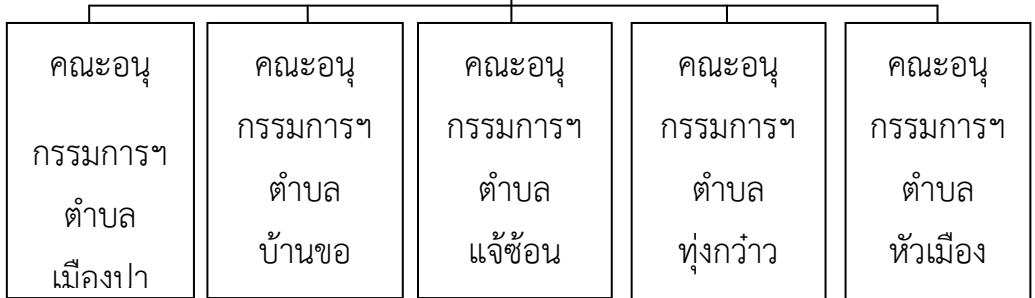 คณะอนุ
กรรมการฯ
ตำบล
เมืองปา
คณะอนุ
กรรมการฯ
ตำบล
บ้านขอ
คณะอนุ
กรรมการฯ
ตำบล
แจ้ซ้อน
คณะอนุ
กรรมการฯ
ตำบล
ทุ่งกว๋าว
คณะอนุ
กรรมการฯ
ตำบล
หัวเมือง